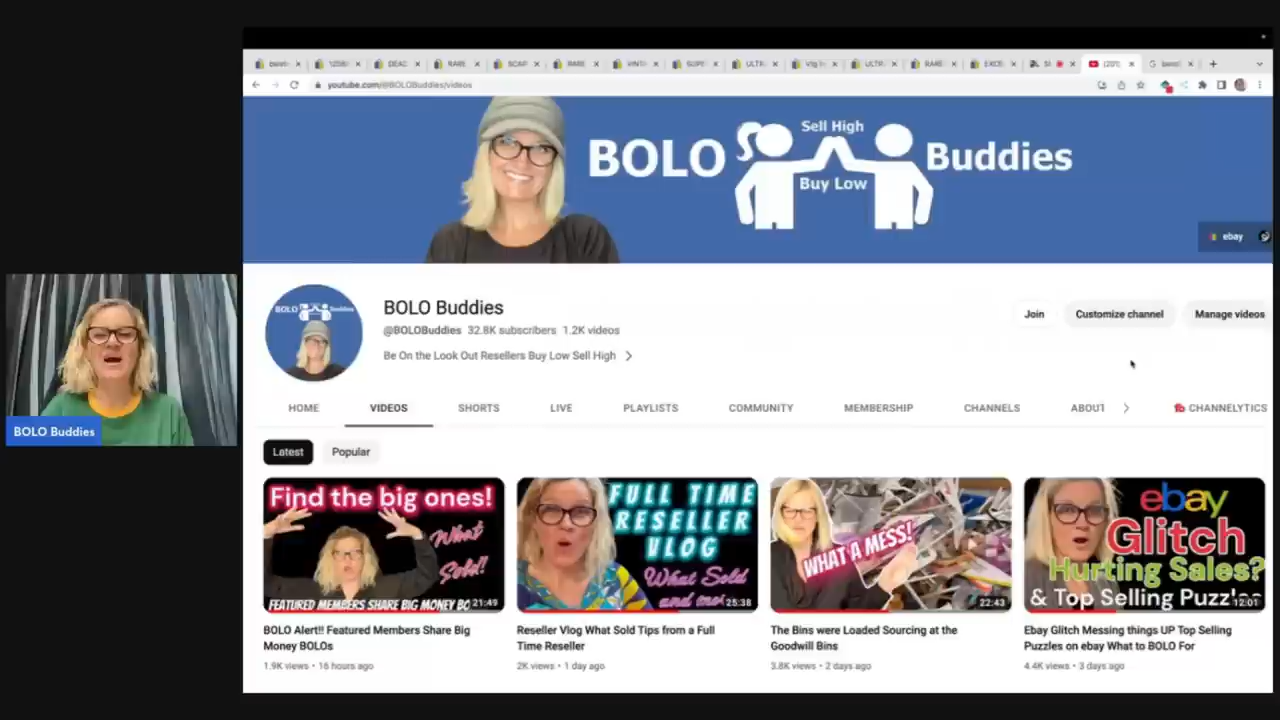 youtube.com/@BOLOBuddies/videos
BOLO
Sell High
Buy Low
Buddies
ebay
BOLO Buddies
BOLO Buddies
@BOLOBuddies 32.8K subscribers 1.2K videos
Be On the Look Out Resellers Buy Low Sell High
Join
Customize channel
Manage videos
HOME
VIDEOS
SHORTS
LIVE
PLAYLISTS
COMMUNITY
MEMBERSHIP
CHANNELS
ABOUT
CHANNELYTICS
BOLO Buddies
Latest
Popular
Find the big ones!
What
Sold!!
FEATURED MEMBERS SHARE BIG MONEY BO
21:49
FULL TIME
RESELLER
VLOG
What Sold
and
25:38
WHAT A MESS!
22:43
ebay
Glitch
Hurting Sales?
& Top Selling Puzz
12:01
BOLO Alert!! Featured Members Share Big
Money BOLOs
1.9K views • 16 hours ago
Reseller Vlog What Sold Tips from a Full
Time Reseller
2K views • 1 day ago
The Bins were Loaded Sourcing at the
Goodwill Bins
3.8K views • 2 days ago
Ebay Glitch Messing things UP Top Selling
Puzzles on ebay What to BOLO For
4.4K views • 3 days ago